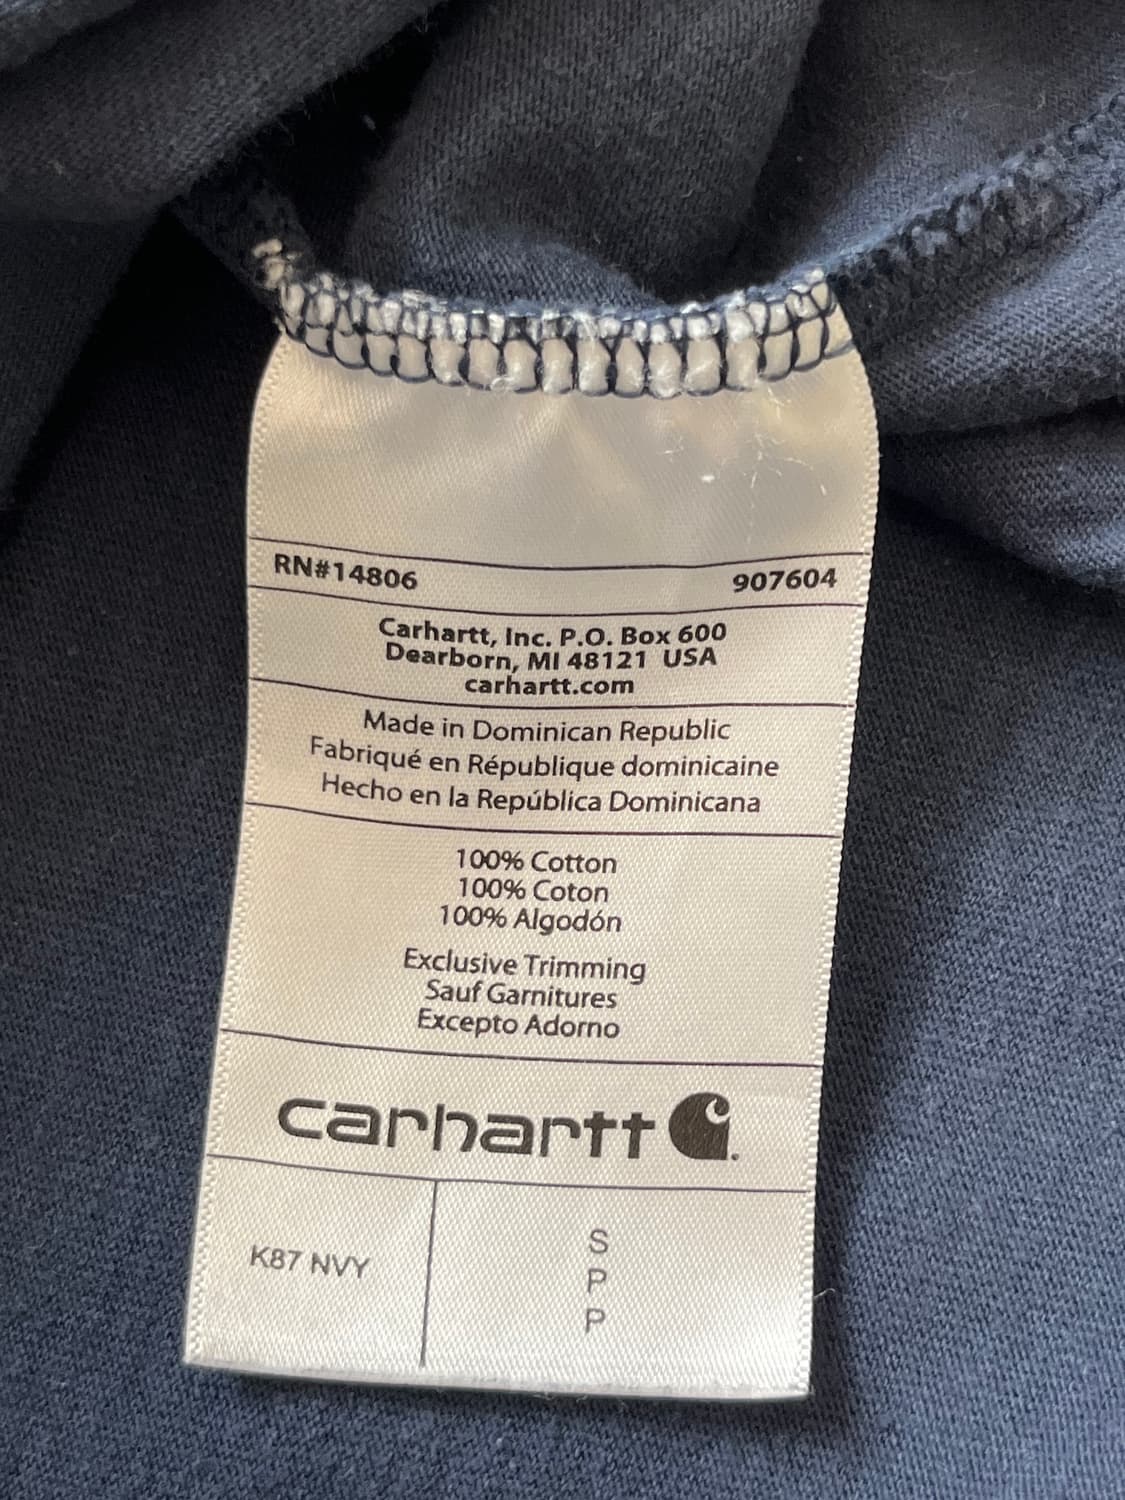 RN#14806 907604
Carhartt, Inc. P.O. Box 600
Dearborn, MI 48121 USA
carhartt.com
Made in Dominican Republic
Fabriqué en République dominicaine
Hecho en la República Dominicana
100% Cotton
100% Coton
100% Algodón
Exclusive Trimming
Sauf Garnitures
Excepto Adorno
carhartt
K87 NVY
S
P
P